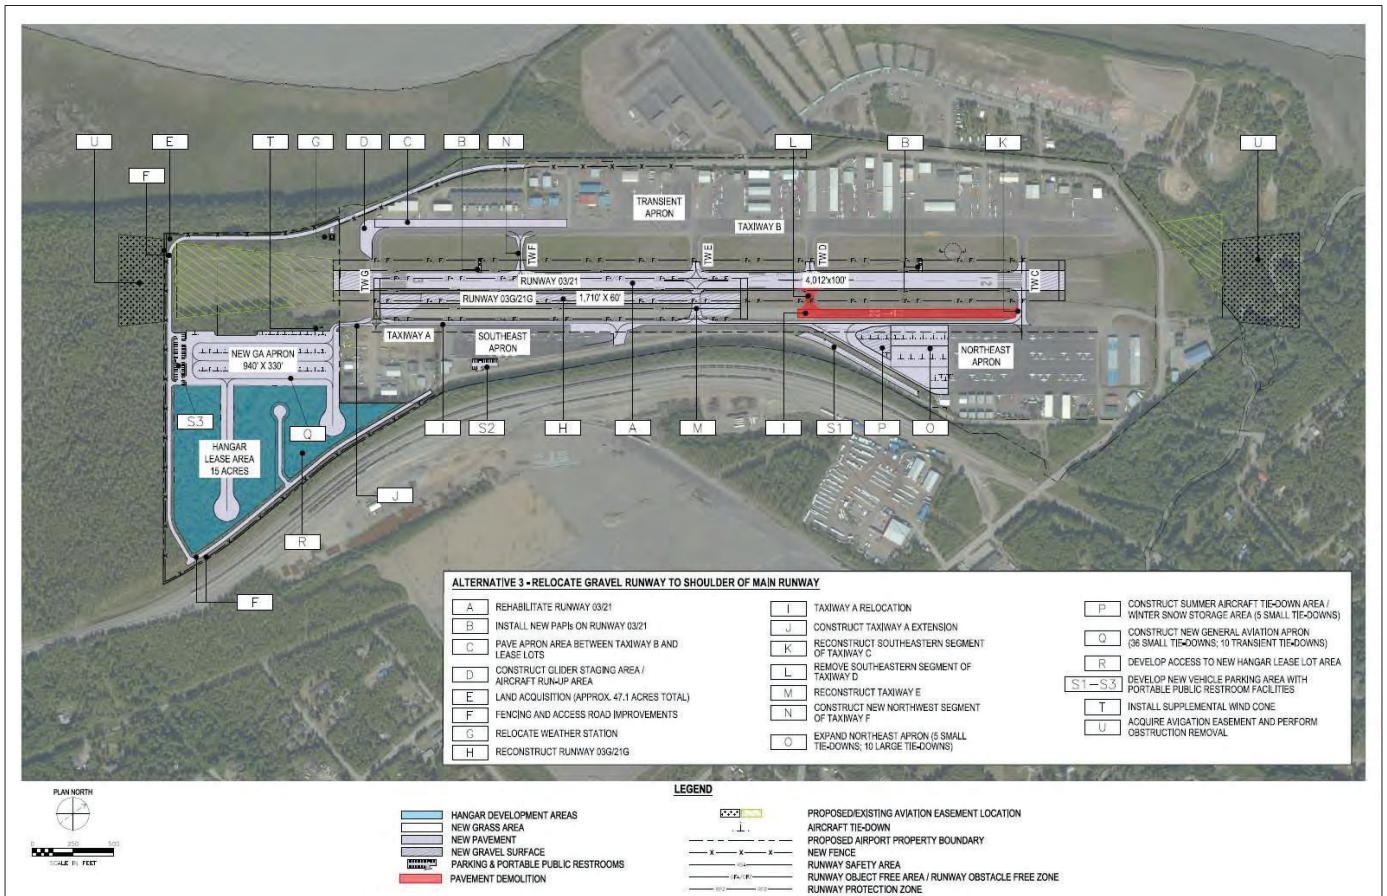 U
E
T
G
D
C
B
N
L
B
K
U
F
TRANSIENT
APRON
TAXIWAY B
TW G
TW F
TW E
TW D
TW C
RUNWAY 03/21
4,012'x100'
21
RUNWAY 03G/21G
1,710' X 60'
TAXIWAY A
SOUTHEAST
APRON
NORTHEAST
APRON
NEW GA APRON
940' X 330'
S3
Q
I
S2
H
A
M
I
S1
P
O
HANGAR
LEASE AREA
15 ACRES
J
R
F
ALTERNATIVE 3 - RELOCATE GRAVEL RUNWAY TO SHOULDER OF MAIN RUNWAY
A REHABILITATE RUNWAY 03/21
B INSTALL NEW PAPIs ON RUNWAY 03/21
C PAVE APRON AREA BETWEEN TAXIWAY B AND
LEASE LOTS
D CONSTRUCT GLIDER STAGING AREA /
AIRCRAFT RUN-UP AREA
E LAND ACQUISITION (APPROX. 47.1 ACRES TOTAL)
F FENCING AND ACCESS ROAD IMPROVEMENTS
G RELOCATE WEATHER STATION
H RECONSTRUCT RUNWAY 03G/21G
I TAXIWAY A RELOCATION
J CONSTRUCT TAXIWAY A EXTENSION
K RECONSTRUCT SOUTHEASTERN SEGMENT
OF TAXIWAY C
L REMOVE SOUTHEASTERN SEGMENT OF
TAXIWAY D
M RECONSTRUCT TAXIWAY E
N CONSTRUCT NEW NORTHWEST SEGMENT
OF TAXIWAY F
O EXPAND NORTHEAST APRON (5 SMALL
TIE-DOWNS; 10 LARGE TIE-DOWNS)
P CONSTRUCT SUMMER AIRCRAFT TIE-DOWN AREA /
WINTER SNOW STORAGE AREA (5 SMALL TIE-DOWNS)
Q CONSTRUCT NEW GENERAL AVIATION APRON
(36 SMALL TIE-DOWNS; 10 TRANSIENT TIE-DOWNS)
R DEVELOP ACCESS TO NEW HANGAR LEASE LOT AREA
S1-S3 DEVELOP NEW VEHICLE PARKING AREA WITH
PORTABLE PUBLIC RESTROOM FACILITIES
T INSTALL SUPPLEMENTAL WIND CONE
U ACQUIRE AVIGATION EASEMENT AND PERFORM
OBSTRUCTION REMOVAL
PLAN NORTH
0 250 500
SCALE IN FEET
LEGEND
HANGAR DEVELOPMENT AREAS
NEW GRASS AREA
NEW PAVEMENT
NEW GRAVEL SURFACE
PARKING & PORTABLE PUBLIC RESTROOMS
PAVEMENT DEMOLITION
PROPOSED/EXISTING AVIATION EASEMENT LOCATION
AIRCRAFT TIE-DOWN
PROPOSED AIRPORT PROPERTY BOUNDARY
NEW FENCE
RUNWAY SAFETY AREA
RUNWAY OBJECT FREE AREA / RUNWAY OBSTACLE FREE ZONE
RUNWAY PROTECTION ZONE